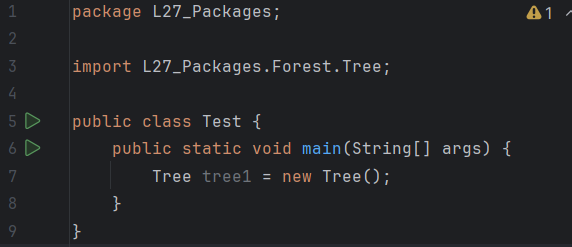 1 package L27_Packages;
2
3 import L27_Packages.Forest.Tree;
4
5 public class Test {
6     public static void main(String[] args) {
7         Tree tree1 = new Tree();
8     }
9 }
1